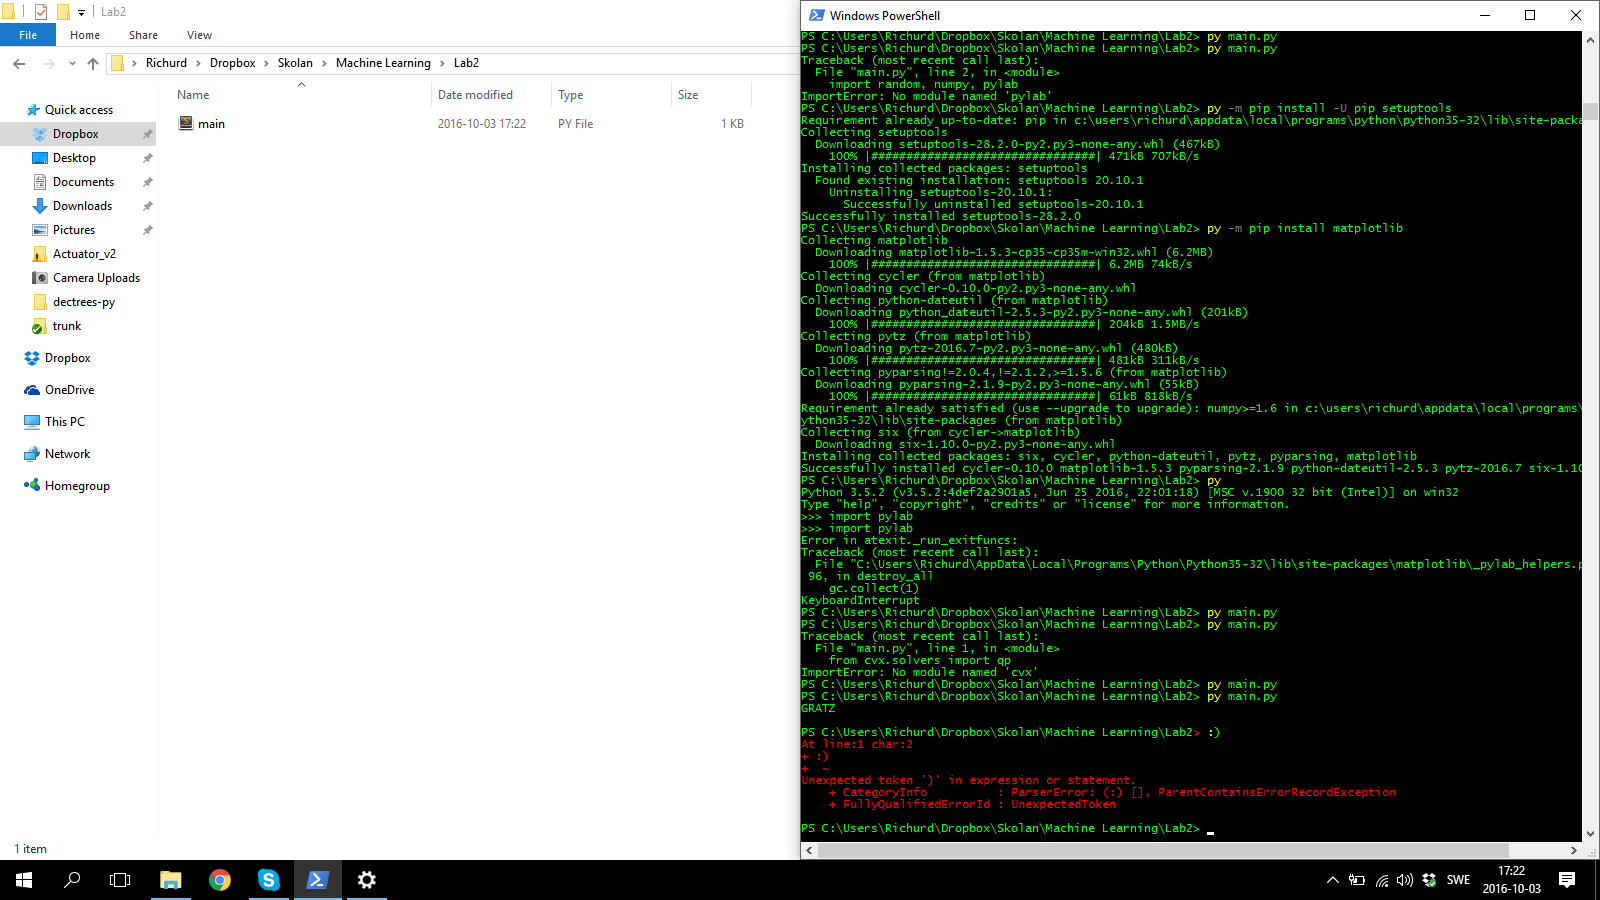 Lab2
File Home Share View
Richurd > Dropbox > Skolan > Machine Learning > Lab2
Name Date modified Type Size
main 2016-10-03 17:22 PY File 1 KB
Quick access
Dropbox
Desktop
Documents
Downloads
Pictures
Actuator_v2
Camera Uploads
dectrees-py
trunk
Dropbox
OneDrive
This PC
Network
Homegroup
1 item
Windows PowerShell
PS C:\Users\Richurd\Dropbox\Skolan\Machine Learning\Lab2> py main.py
PS C:\Users\Richurd\Dropbox\Skolan\Machine Learning\Lab2> py main.py
Traceback (most recent call last):
  File "main.py", line 2, in <module>
    import random, numpy, pylab
ImportError: No module named 'pylab'
PS C:\Users\Richurd\Dropbox\Skolan\Machine Learning\Lab2> py -m pip install -U pip setuptools
Requirement already up-to-date: pip in c:\users\richurd\appdata\local\programs\python\python35-32\lib\site-packa
Collecting setuptools
  Downloading setuptools-28.2.0-py2.py3-none-any.whl (467kB)
    100% |################################| 471kB 707kB/s
Installing collected packages: setuptools
  Found existing installation: setuptools 20.10.1
    Uninstalling setuptools-20.10.1:
      Successfully uninstalled setuptools-20.10.1
Successfully installed setuptools-28.2.0
PS C:\Users\Richurd\Dropbox\Skolan\Machine Learning\Lab2> py -m pip install matplotlib
Collecting matplotlib
  Downloading matplotlib-1.5.3-cp35-cp35m-win32.whl (6.2MB)
    100% |################################| 6.2MB 74kB/s
Collecting cycler (from matplotlib)
  Downloading cycler-0.10.0-py2.py3-none-any.whl
Collecting python-dateutil (from matplotlib)
  Downloading python_dateutil-2.5.3-py2.py3-none-any.whl (201kB)
    100% |################################| 204kB 1.5MB/s
Collecting pytz (from matplotlib)
  Downloading pytz-2016.7-py2.py3-none-any.whl (480kB)
    100% |################################| 481kB 311kB/s
Collecting pyparsing!=2.0.4,!=2.1.2,>=1.5.6 (from matplotlib)
  Downloading pyparsing-2.1.9-py2.py3-none-any.whl (55kB)
    100% |################################| 61kB 818kB/s
Requirement already satisfied (use --upgrade to upgrade): numpy>=1.6 in c:\users\richurd\appdata\local\programs\
ython35-32\lib\site-packages (from matplotlib)
Collecting six (from cycler->matplotlib)
  Downloading six-1.10.0-py2.py3-none-any.whl
Installing collected packages: six, cycler, python-dateutil, pytz, pyparsing, matplotlib
Successfully installed cycler-0.10.0 matplotlib-1.5.3 pyparsing-2.1.9 python-dateutil-2.5.3 pytz-2016.7 six-1.10
PS C:\Users\Richurd\Dropbox\Skolan\Machine Learning\Lab2> py
Python 3.5.2 (v3.5.2:4def2a2901a5, Jun 25 2016, 22:01:18) [MSC v.1900 32 bit (Intel)] on win32
Type "help", "copyright", "credits" or "license" for more information.
>>> import pylab
>>> import pylab
Error in atexit._run_exitfuncs:
Traceback (most recent call last):
  File "C:\Users\Richurd\AppData\Local\Programs\Python\Python35-32\lib\site-packages\matplotlib\_pylab_helpers.p
 96, in destroy_all
    gc.collect(1)
KeyboardInterrupt
PS C:\Users\Richurd\Dropbox\Skolan\Machine Learning\Lab2> py main.py
PS C:\Users\Richurd\Dropbox\Skolan\Machine Learning\Lab2> py main.py
Traceback (most recent call last):
  File "main.py", line 1, in <module>
    from cvx.solvers import qp
ImportError: No module named 'cvx'
PS C:\Users\Richurd\Dropbox\Skolan\Machine Learning\Lab2> py main.py
PS C:\Users\Richurd\Dropbox\Skolan\Machine Learning\Lab2> py main.py
GRATZ
PS C:\Users\Richurd\Dropbox\Skolan\Machine Learning\Lab2> :)
At line:1 char:2
+ :)
+  ~
Unexpected token ')' in expression or statement.
    + CategoryInfo          : ParserError: (:) [], ParentContainsErrorRecordException
    + FullyQualifiedErrorId : UnexpectedToken
PS C:\Users\Richurd\Dropbox\Skolan\Machine Learning\Lab2> _
SWE
17:22
2016-10-03